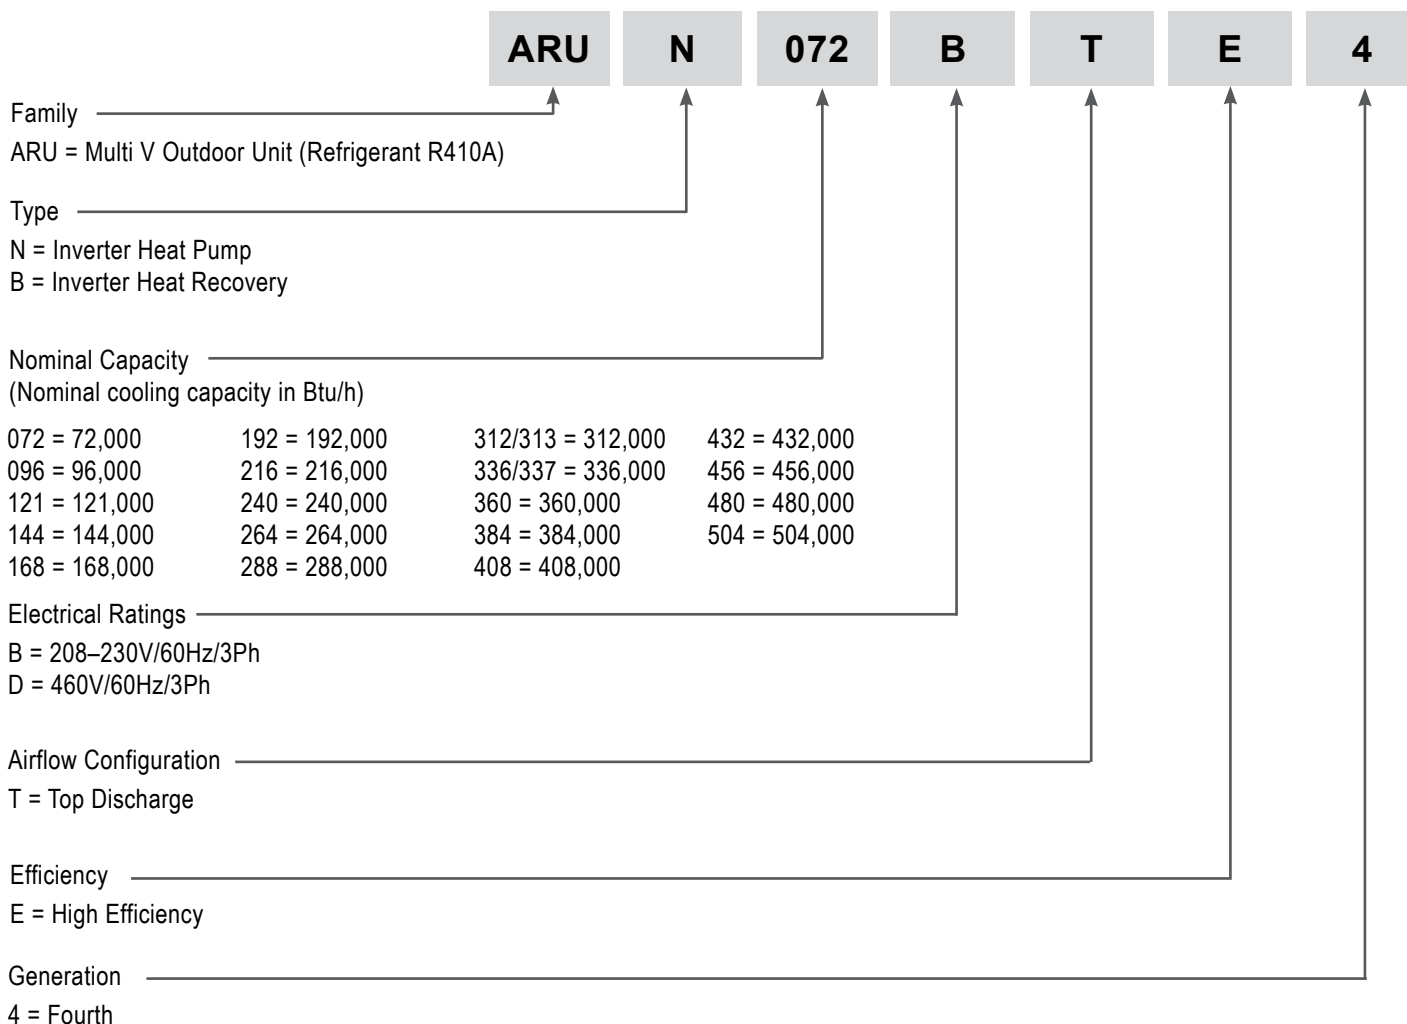 ARU N 072 B T E 4
Family
ARU = Multi V Outdoor Unit (Refrigerant R410A)
Type
N = Inverter Heat Pump
B = Inverter Heat Recovery
Nominal Capacity
(Nominal cooling capacity in Btu/h)
072 = 72,000 192 = 192,000 312/313 = 312,000 432 = 432,000
096 = 96,000 216 = 216,000 336/337 = 336,000 456 = 456,000
121 = 121,000 240 = 240,000 360 = 360,000 480 = 480,000
144 = 144,000 264 = 264,000 384 = 384,000 504 = 504,000
168 = 168,000 288 = 288,000 408 = 408,000
Electrical Ratings
B = 208–230V/60Hz/3Ph
D = 460V/60Hz/3Ph
Airflow Configuration
T = Top Discharge
Efficiency
E = High Efficiency
Generation
4 = Fourth